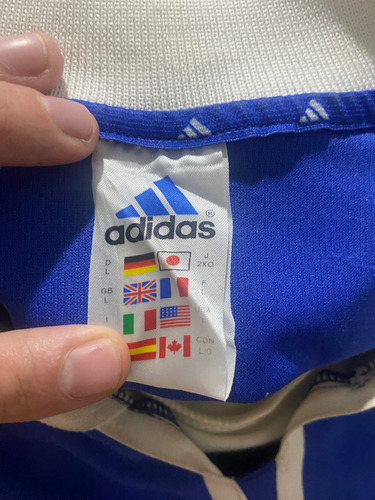 adidas®
D J
L 2XO
GB F
L L
I
L
CDN
L/G